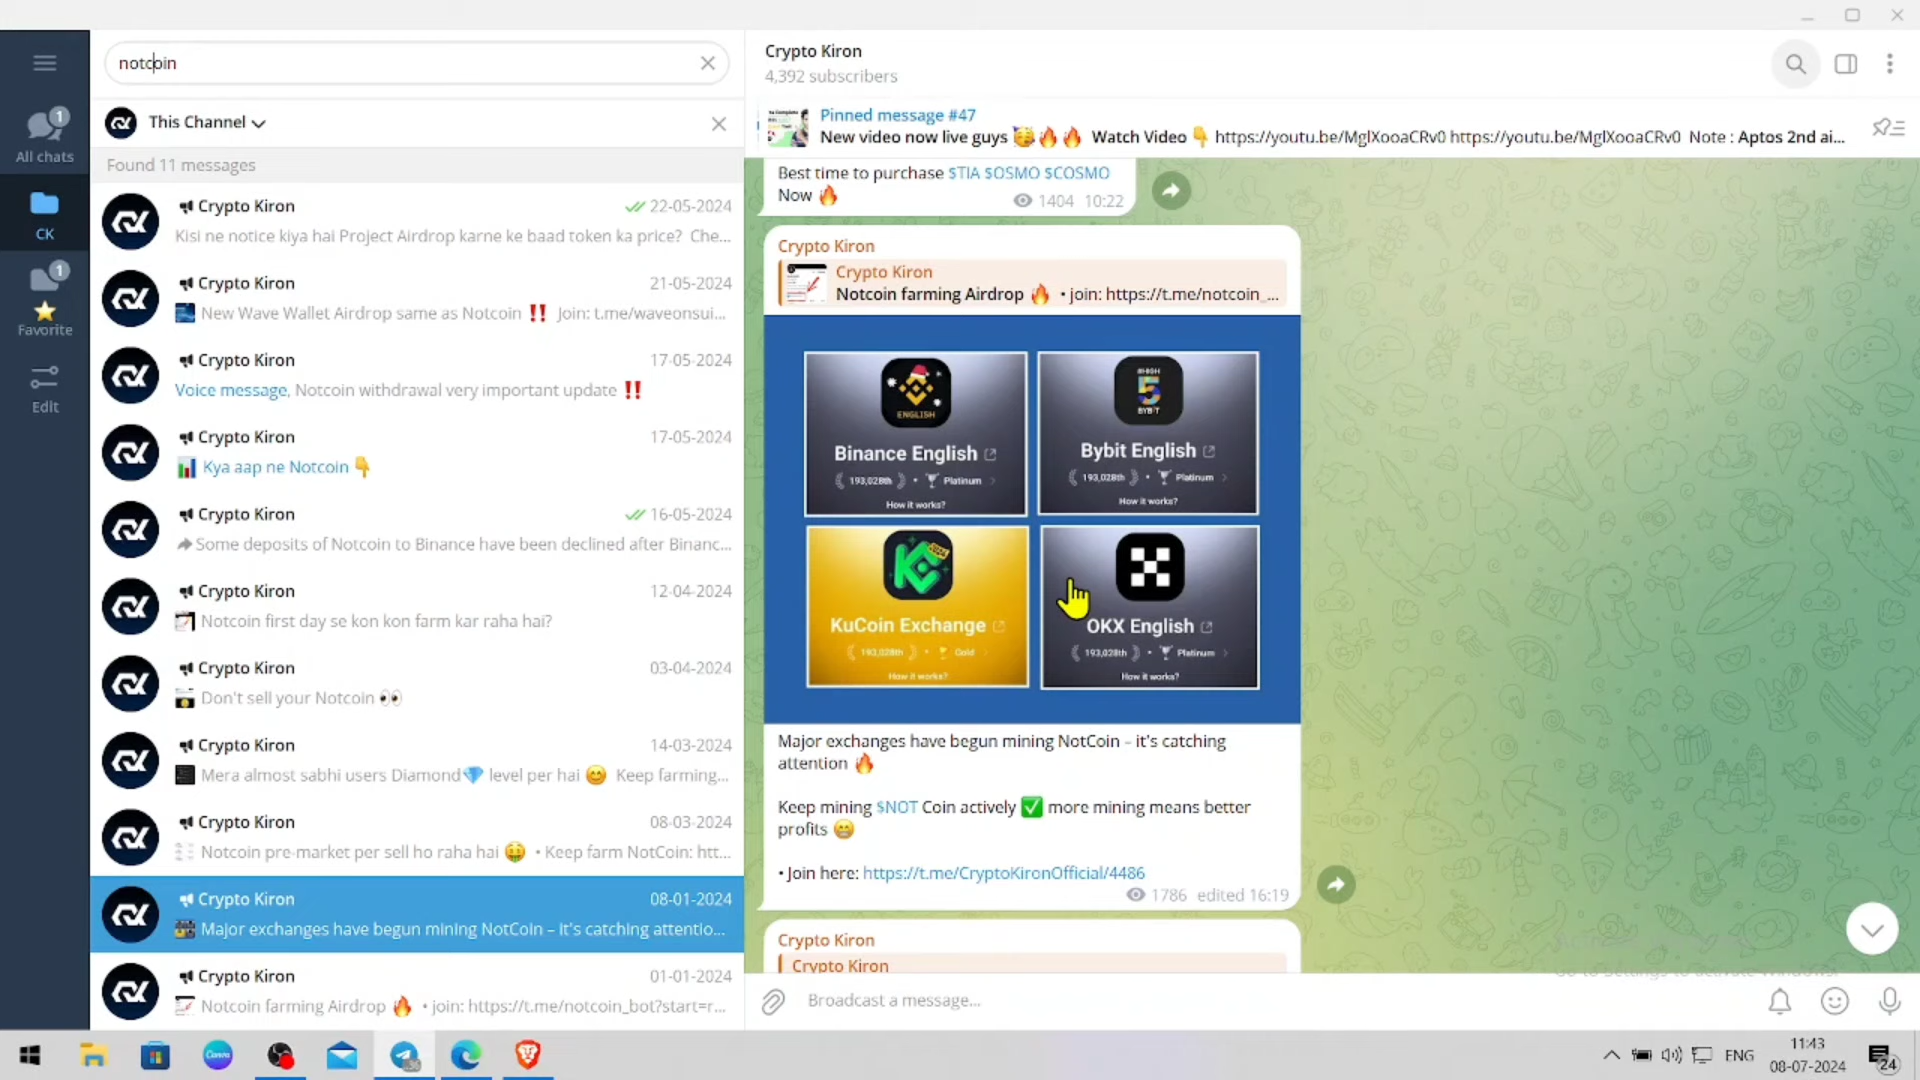 notcoin
This Channel
Found 11 messages
1
All chats
CK
1
Favorite
Edit
Crypto Kiron
22-05-2024
Kisi ne notice kiya hai Project Airdrop karne ke baad token ka price? Che...
Crypto Kiron
21-05-2024
New Wave Wallet Airdrop same as Notcoin ‼️ Join: t.me/waveonsui...
Crypto Kiron
17-05-2024
Voice message, Notcoin withdrawal very important update ‼️
Crypto Kiron
17-05-2024
📊 Kya aap ne Notcoin 👇
Crypto Kiron
16-05-2024
Some deposits of Notcoin to Binance have been declined after Binanc...
Crypto Kiron
12-04-2024
Notcoin first day se kon kon farm kar raha hai?
Crypto Kiron
03-04-2024
Don't sell your Notcoin 👀
Crypto Kiron
14-03-2024
Mera almost sabhi users Diamond💎 level per hai 😊 Keep farming...
Crypto Kiron
08-03-2024
Notcoin pre-market per sell ho raha hai 🤑 • Keep farm NotCoin: htt...
Crypto Kiron
08-01-2024
Major exchanges have begun mining NotCoin – it's catching attentio...
Crypto Kiron
01-01-2024
Notcoin farming Airdrop 🔥 • join: https://t.me/notcoin_bot?start=r...
Crypto Kiron
4,392 subscribers
Pinned message #47
New video now live guys 🥳🔥🔥 Watch Video 👇 https://youtu.be/MglXooaCRv0 https://youtu.be/MglXooaCRv0 Note : Aptos 2nd ai...
Best time to purchase $TIA $OSMO $COSMO
Now 🔥
1404 10:22
Crypto Kiron
Crypto Kiron
Notcoin farming Airdrop 🔥 • join: https://t.me/notcoin_...
ENGLISH
Binance English
193,028th • Platinum
How it works?
BYBIT
Bybit English
193,028th • Platinum
How it works?
KuCoin Exchange
193,028th • Gold
How it works?
OKX English
193,028th • Platinum
How it works?
Major exchanges have begun mining NotCoin – it's catching
attention 🔥
Keep mining $NOT Coin actively ✅ more mining means better
profits 😁
• Join here: https://t.me/CryptoKironOfficial/4486
1786 edited 16:19
Crypto Kiron
Crypto Kiron
Broadcast a message...
Canva
ENG
11:43
08-07-2024
24